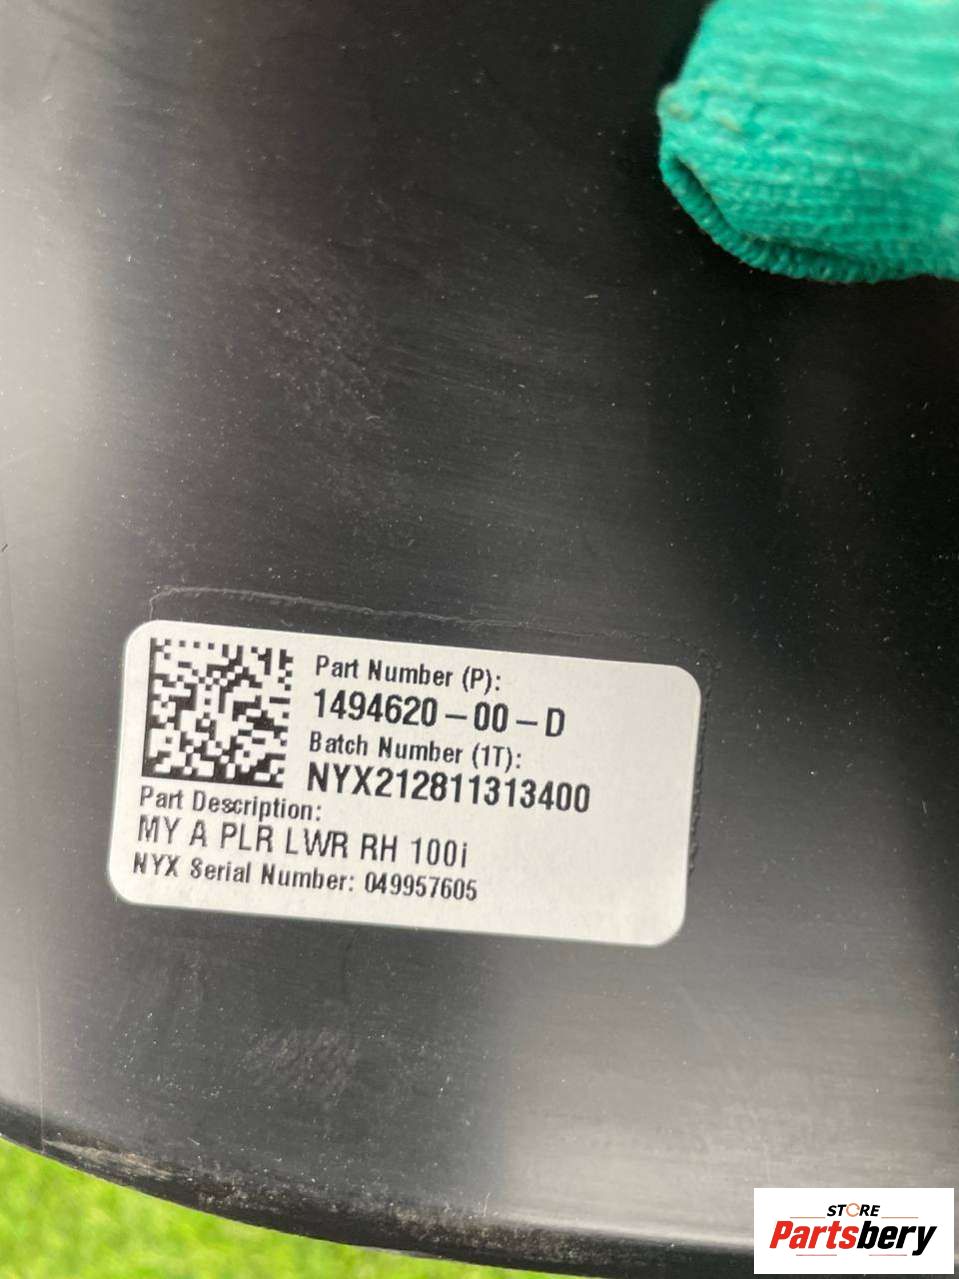 Part Number (P):
1494620-00-D
Batch Number (1T):
NYX212811313400
Part Description:
MY A PLR LWR RH 100i
NYX Serial Number: 049957605
STORE
Partsbery